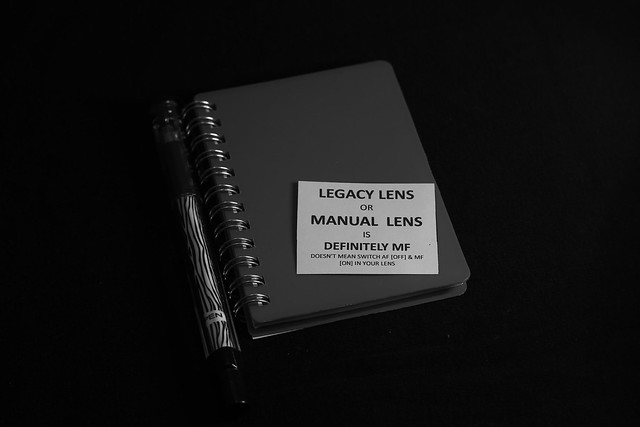 LEGACY LENS
OR
MANUAL LENS
IS
DEFINITELY MF
DOESN'T MEAN SWITCH AF [OFF] & MF
[ON] IN YOUR LENS